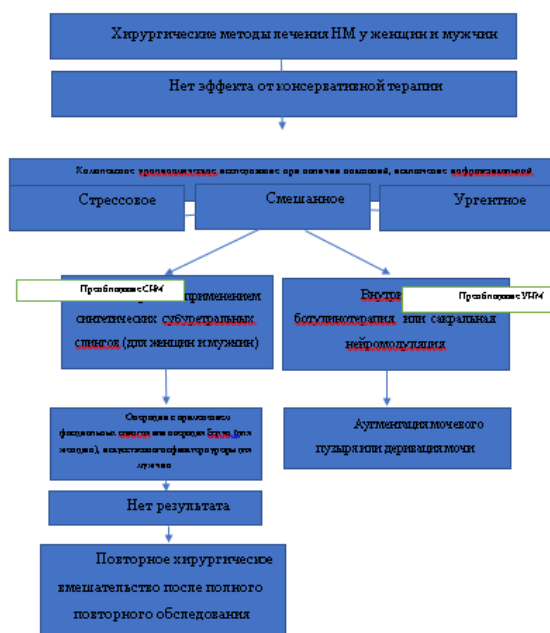 Хирургические методы лечения НМ у женщин и мужчин
Нет эффекта от консервативной терапии
Комплексное уродинамическое исследование при наличии показаний, исключение
Стрессовое
Смешанное
Ургентное
Преобладание СНМ
применением
синтетических субуретральных
слингов (для женщин и мужчин)
Преобладание УНМ
ботулинотерапия или сакральная
нейромодуляция
Операции с
фасциальных слингов или операция (для
женщин), искусственного сфинктера уретры для
мужчин
Аугментация мочевого
пузыря или деривация мочи
Нет результата
Повторное хирургическое
вмешательство после полного
повторного обследования